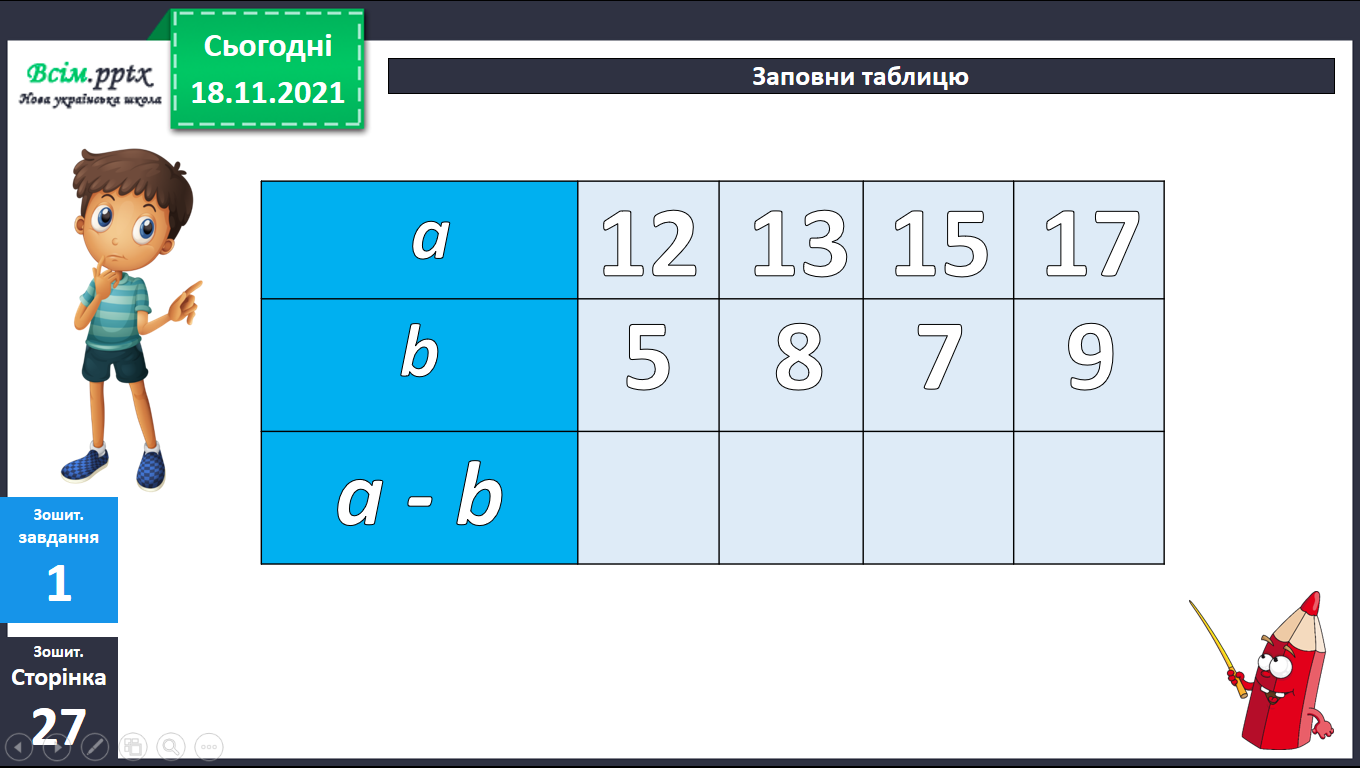 Всім.pptx
Нова українська школа
Сьогодні
18.11.2021
Заповни таблицю
a 12 13 15 17
b 5 8 7 9
a - b
Зошит.
завдання
1
Зошит.
Сторінка
27